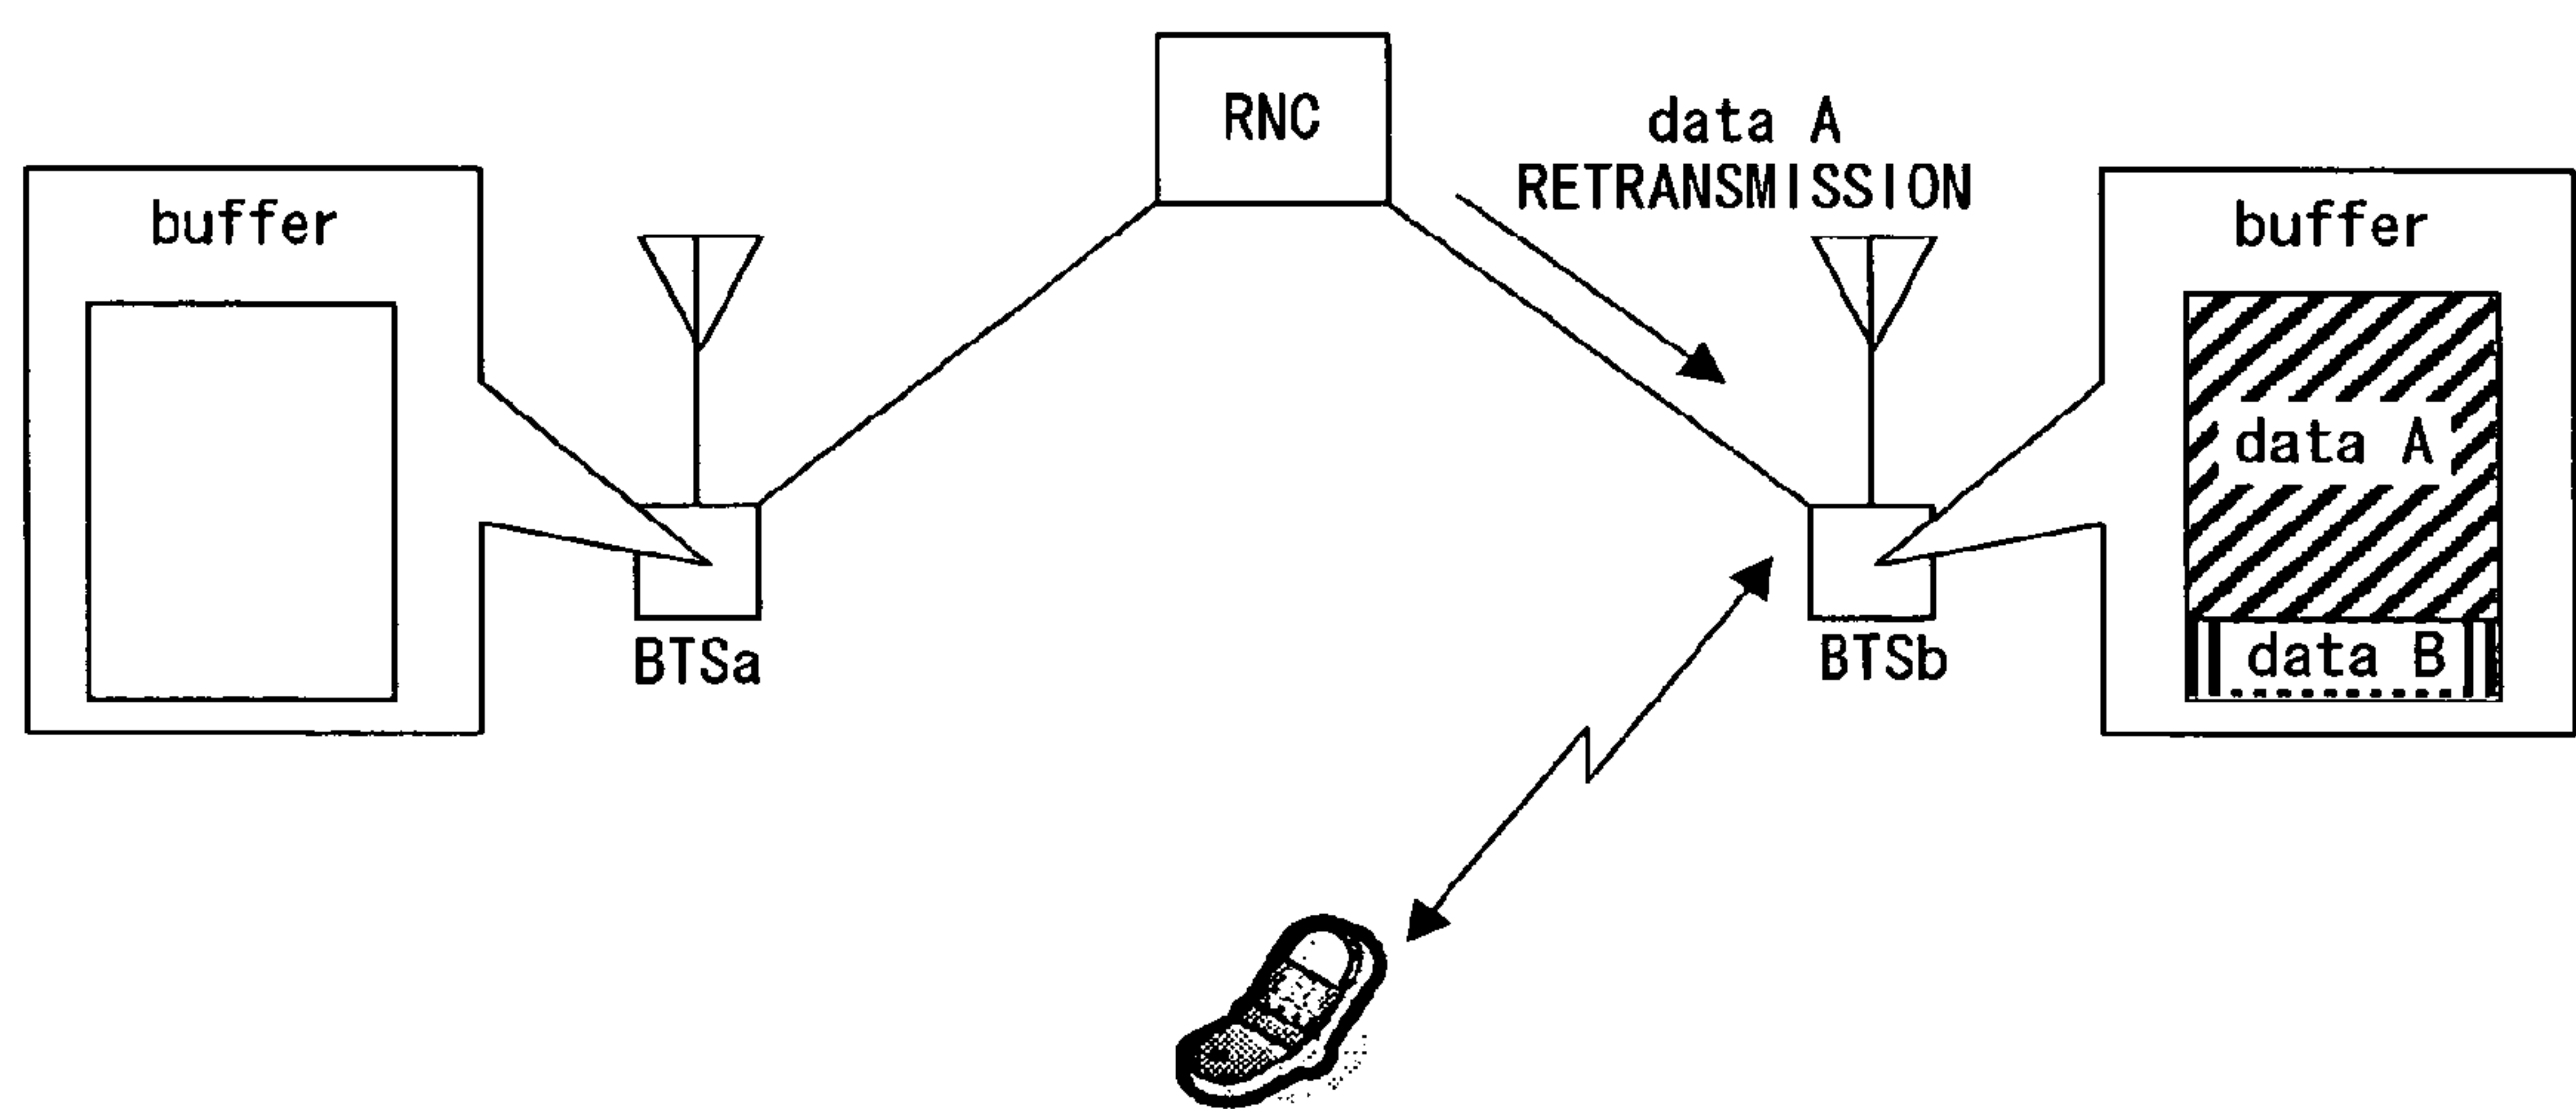 RNC
data A
RETRANSMISSION
buffer
buffer
data A
data B
BTSa
BTSb